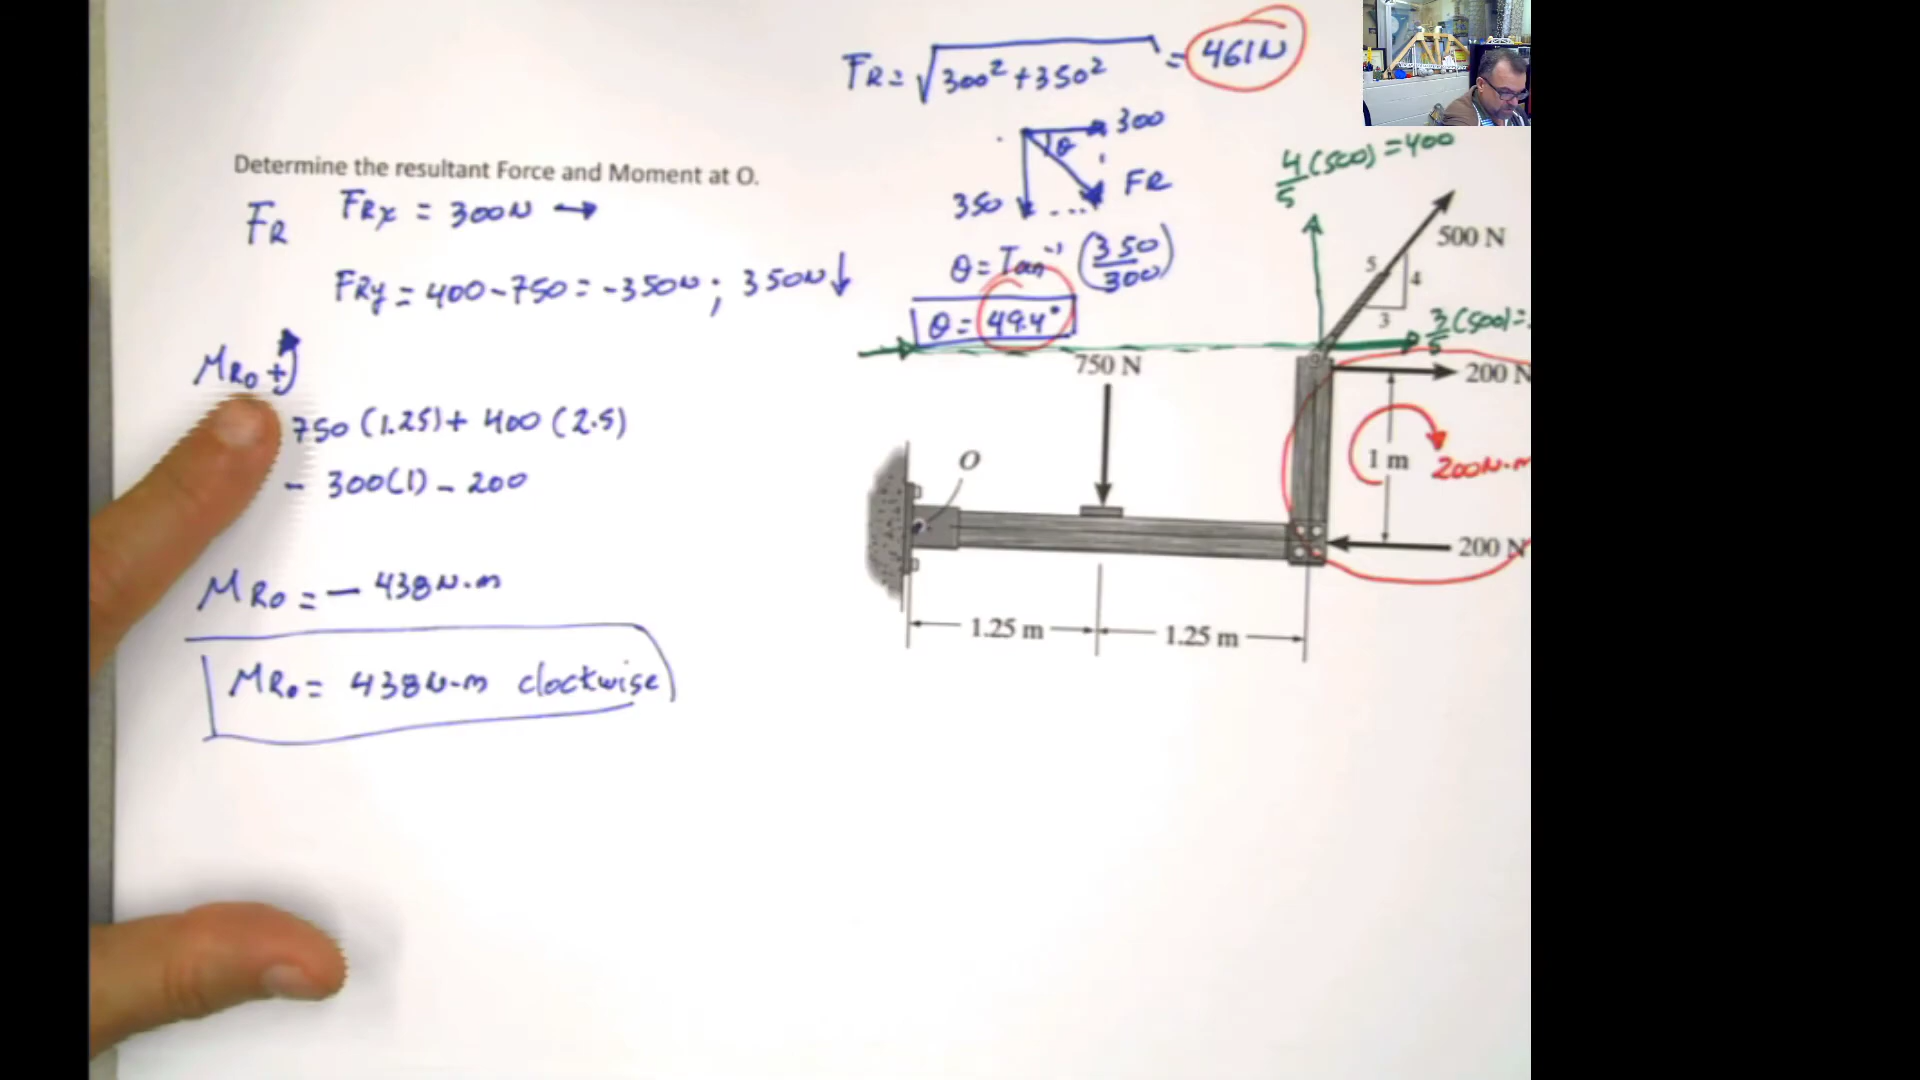 Determine the resultant Force and Moment at O.
FR FRx = 300N →
FRy = 400-750 = -350N ; 350N ↓
MRo +
750 (1.25) + 400 (2.5)
- 300(1) - 200
MRo = - 438N.m
MRo = 438N-m clockwise
FR = √300² + 350² = 461N
300
θ
350
FR
θ = Tan⁻¹ (350/300)
θ = 49.4°
4/5 (500) = 400
500 N
5
4
3
3/5 (500) =
750 N
200 N
O
1 m
200N.m
200 N
1.25 m
1.25 m